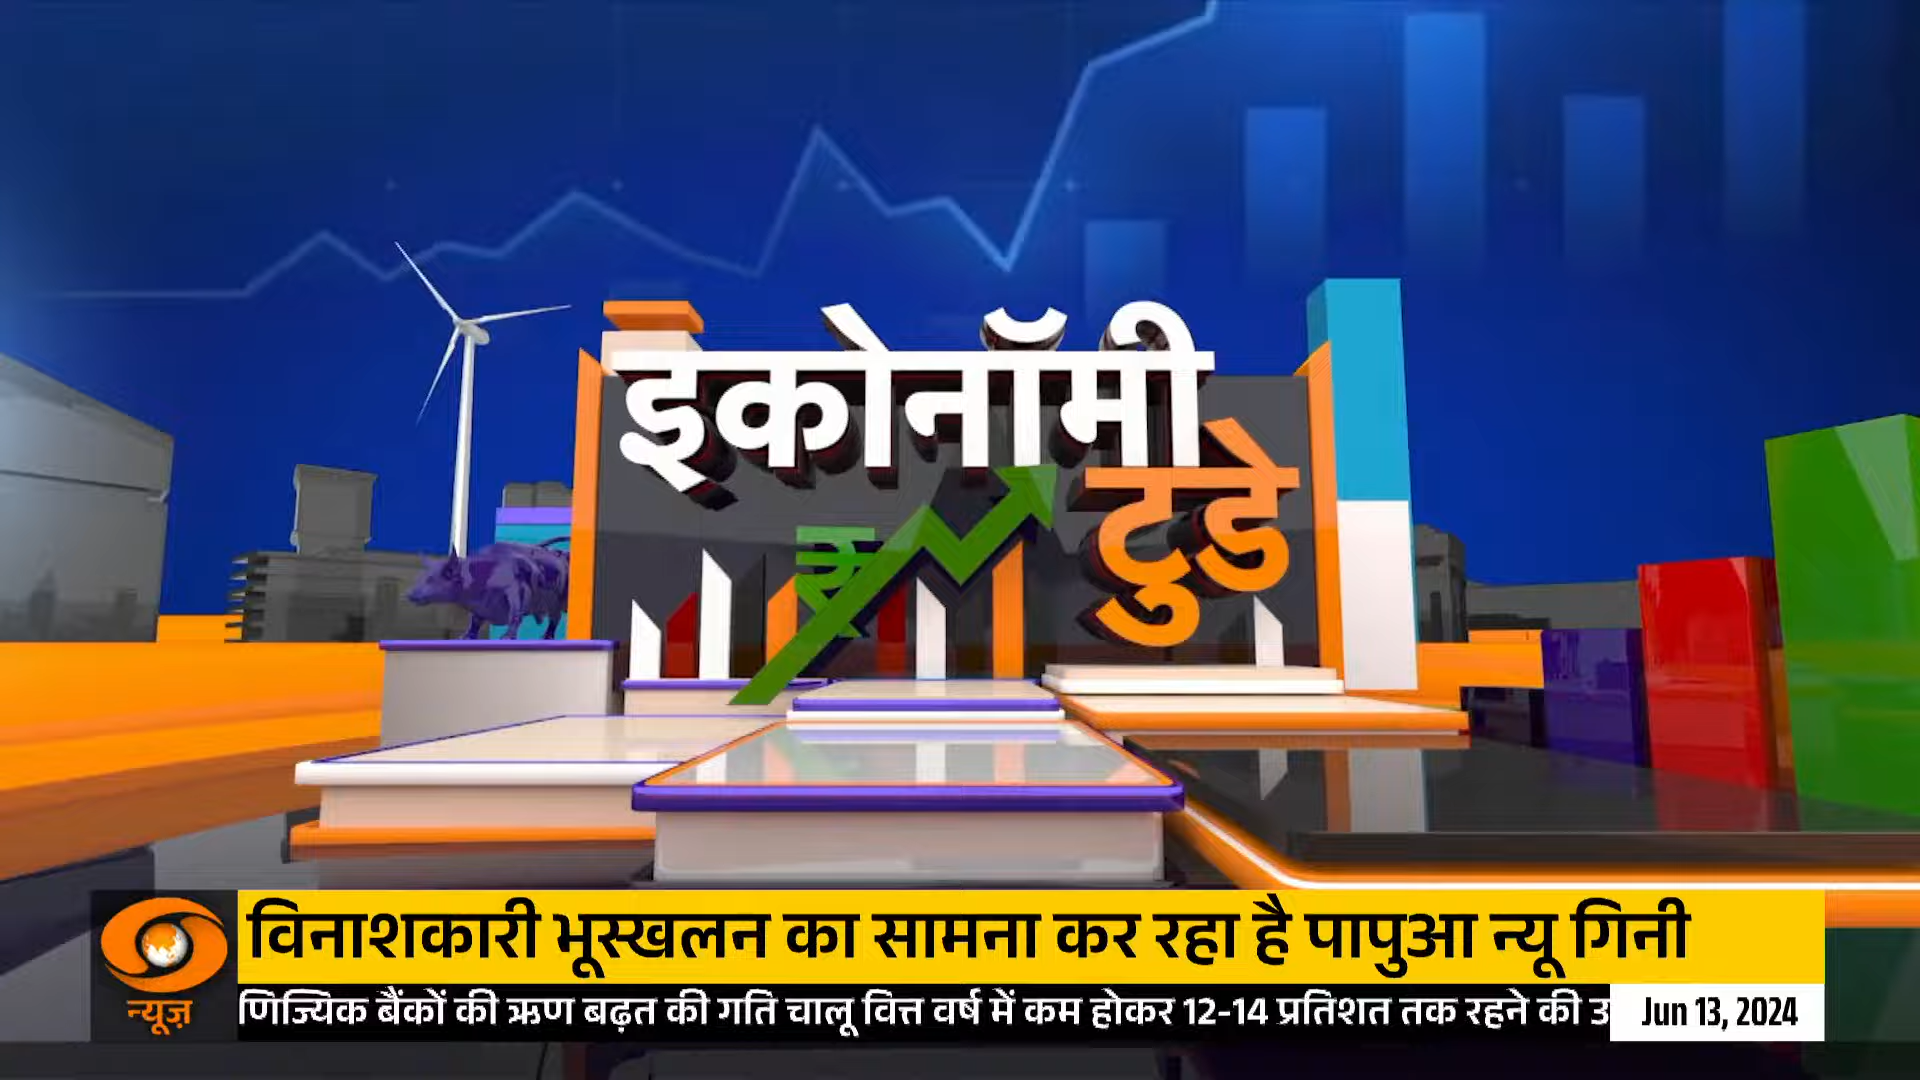 इकोनॉमी
टुडे
₹
विनाशकारी भूस्खलन का सामना कर रहा है पापुआ न्यू गिनी
न्यूज़
णिज्यिक बैंकों की ऋण बढ़त की गति चालू वित्त वर्ष में कम होकर 12-14 प्रतिशत तक रहने की उ
Jun 13, 2024